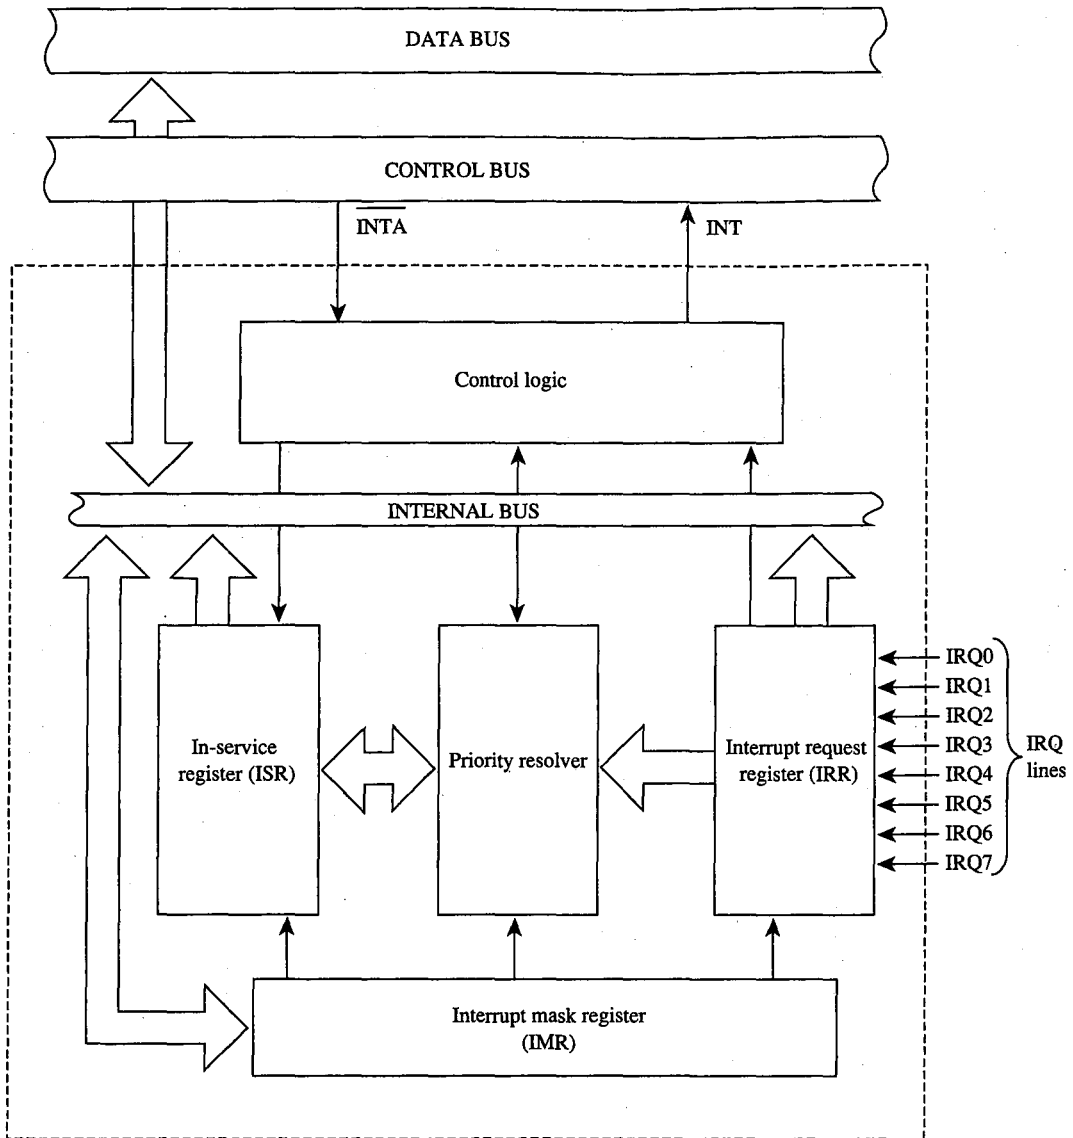 DATA BUS
CONTROL BUS
INTA
INT
Control logic
INTERNAL BUS
In-service
register (ISR)
Priority resolver
Interrupt request
register (IRR)
IRQ0
IRQ1
IRQ2
IRQ3
IRQ4
IRQ5
IRQ6
IRQ7
IRQ
lines
Interrupt mask register
(IMR)